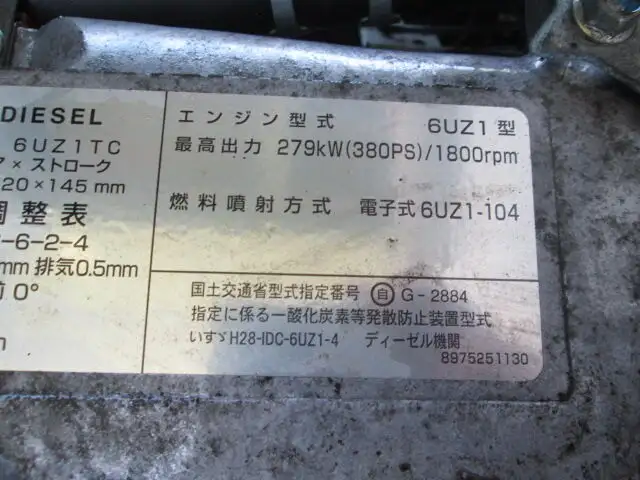 DIESEL
6UZ1TC
×ストローク
20×145mm
調整表
-6-2-4
mm 排気0.5mm
前 0°
エンジン型式 6UZ1型
最高出力 279kW(380PS)/1800rpm
燃料噴射方式 電子式6UZ1-104
国土交通省型式指定番号 自 G-2884
指定に係る一酸化炭素等発散防止装置型式
いすゞH28-IDC-6UZ1-4 ディーゼル機関
8975251130